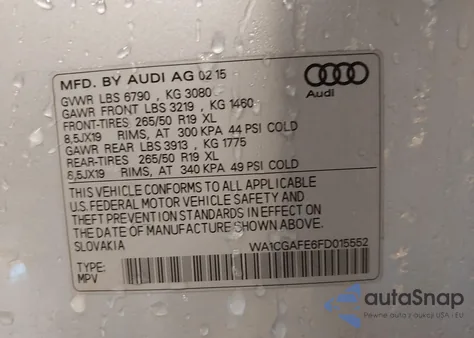 MFD. BY AUDI AG 02 15
GVWR LBS 6790 , KG 3080
GAWR FRONT LBS 3219 , KG 1460
FRONT-TIRES 265/50 R19 XL
8,5JX19 RIMS, AT 300 KPA 44 PSI COLD
GAWR REAR LBS 3913 , KG 1775
REAR-TIRES 265/50 R19 XL
8,5JX19 RIMS, AT 340 KPA 49 PSI COLD
THIS VEHICLE CONFORMS TO ALL APPLICABLE
U.S. FEDERAL MOTOR VEHICLE SAFETY AND
THEFT PREVENTION STANDARDS IN EFFECT ON
THE DATE OF MANUFACTURE SHOWN ABOVE.
SLOVAKIA WA1CGAFE6FD015552
TYPE:
MPV
Audi
autoSnap
Pewne auta z USA i EU